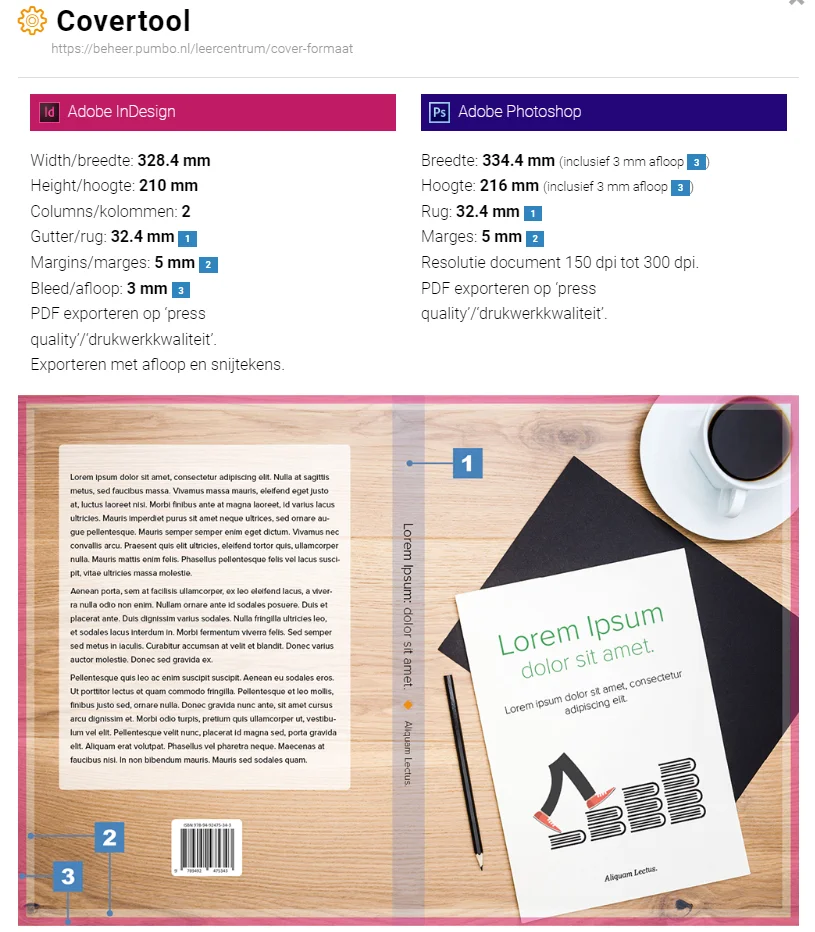 Covertool
https://beheer.pumbo.nl/leercentrum/cover-formaat
Id Adobe InDesign
Width/breedte: 328.4 mm
Height/hoogte: 210 mm
Columns/kolommen: 2
Gutter/rug: 32.4 mm 1
Margins/marges: 5 mm 2
Bleed/afloop: 3 mm 3
PDF exporteren op ‘press
quality’/‘drukwerkkwaliteit’.
Exporteren met afloop en snijtekens.
Ps Adobe Photoshop
Breedte: 334.4 mm (inclusief 3 mm afloop 3)
Hoogte: 216 mm (inclusief 3 mm afloop 3)
Rug: 32.4 mm 1
Marges: 5 mm 2
Resolutie document 150 dpi tot 300 dpi.
PDF exporteren op ‘press
quality’/‘drukwerkkwaliteit’.
Lorem ipsum dolor sit amet, consectetur adipiscing elit. Nulla at sagittis
metus, sed faucibus massa. Vivamus massa mauris, eleifend eget justo
at, luctus laoreet nisi. Morbi finibus ante at magna laoreet, id varius lacus
ultricies. Mauris imperdiet purus sit amet neque ultrices, sed ornare au-
gue pellentesque. Mauris semper semper enim eget dictum. Vivamus nec
convallis arcu. Praesent quis elit ultricies, eleifend tortor quis, ullamcorper
nulla. Mauris mattis enim felis. Phasellus pellentesque felis vel lacus susci-
pit, vitae ultricies massa molestie.
Aenean porta, sem at facilisis ullamcorper, ex leo eleifend lacus, a viver-
ra nulla odio non enim. Nullam ornare ante id sodales posuere. Duis et
placerat ante. Duis dignissim varius sodales. Nulla fringilla ultricies leo,
et sodales lacus interdum in. Morbi fermentum viverra felis. Sed semper
sed metus in iaculis. Curabitur accumsan at velit et blandit. Donec varius
auctor molestie. Donec sed gravida ex.
Pellentesque quis leo ac enim suscipit suscipit. Aenean eu sodales eros.
Ut porttitor lectus et quam commodo fringilla. Pellentesque et leo mollis,
finibus justo sed, ornare nulla. Donec gravida nunc ante, sit amet cursus
arcu dignissim et. Morbi odio turpis, pretium quis ullamcorper ut, vestibu-
lum vel elit. Pellentesque velit nunc, placerat id magna sed, porta gravida
elit. Aliquam erat volutpat. Phasellus vel pharetra neque. Maecenas at
faucibus nisl. In non bibendum mauris. Mauris sed sodales quam.
Lorem Ipsum: dolor sit amet. Aliquam Lectus.
1
Lorem Ipsum
dolor sit amet.
Lorem ipsum dolor sit amet, consectetur
adipiscing elit.
Aliquam Lectus.
2
3